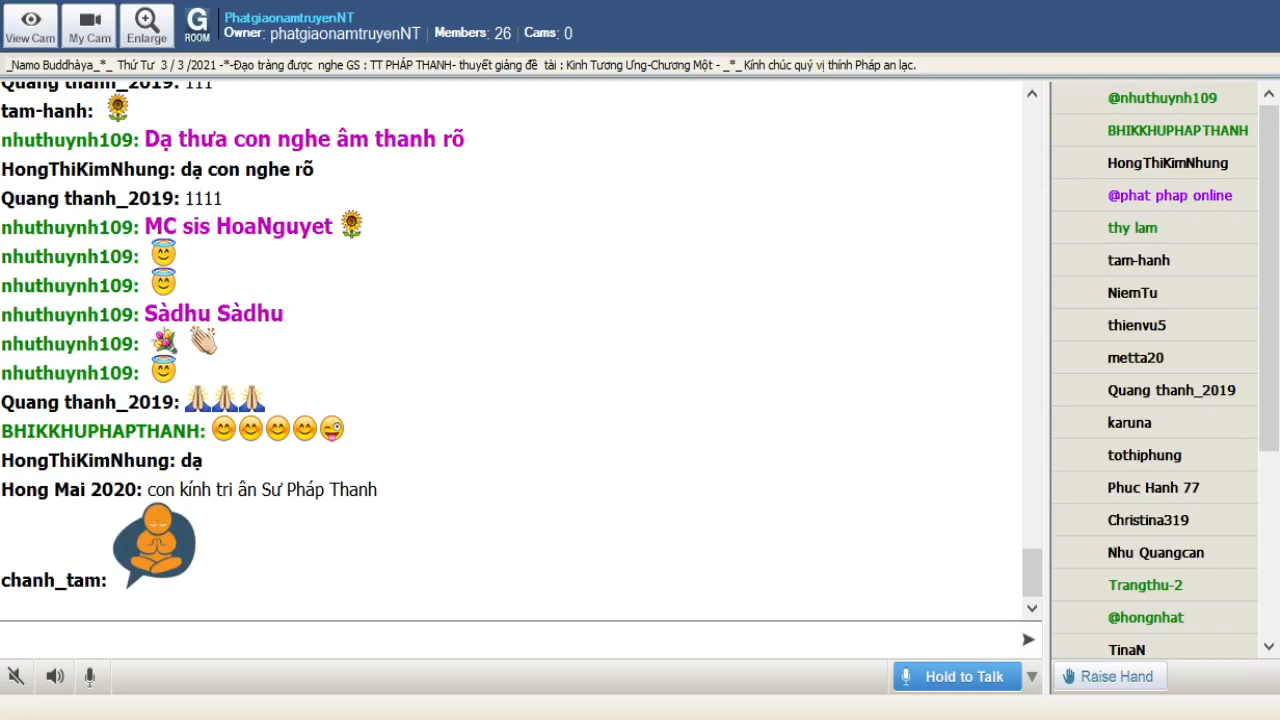 View Cam
My Cam
Enlarge
G
ROOM
PhatgiaonamtruyenNT
Owner: phatgiaonamtruyenNT | Members: 26 | Cams: 0
_Namo Buddhàya_*_ Thứ Tư 3 / 3 /2021 -*-Đạo tràng được nghe GS : TT PHÁP THANH- thuyết giảng đề tài : Kinh Tương Ưng-Chương Một - _*_ Kính chúc quý vị thính Pháp an lạc.
Quang thanh_2019: 111
tam-hanh:
nhuthuynh109: Dạ thưa con nghe âm thanh rõ
HongThiKimNhung: dạ con nghe rõ
Quang thanh_2019: 1111
nhuthuynh109: MC sis HoaNguyet
nhuthuynh109:
nhuthuynh109:
nhuthuynh109: Sàdhu Sàdhu
nhuthuynh109:
nhuthuynh109:
Quang thanh_2019:
BHIKKHUPHAPTHANH:
HongThiKimNhung: dạ
Hong Mai 2020: con kính tri ân Sư Pháp Thanh
chanh_tam:
Hold to Talk
@nhuthuynh109
BHIKKHUPHAPTHANH
HongThiKimNhung
@phat phap online
thy lam
tam-hanh
NiemTu
thienvu5
metta20
Quang thanh_2019
karuna
tothiphung
Phuc Hanh 77
Christina319
Nhu Quangcan
Trangthu-2
@hongnhat
TinaN
Raise Hand